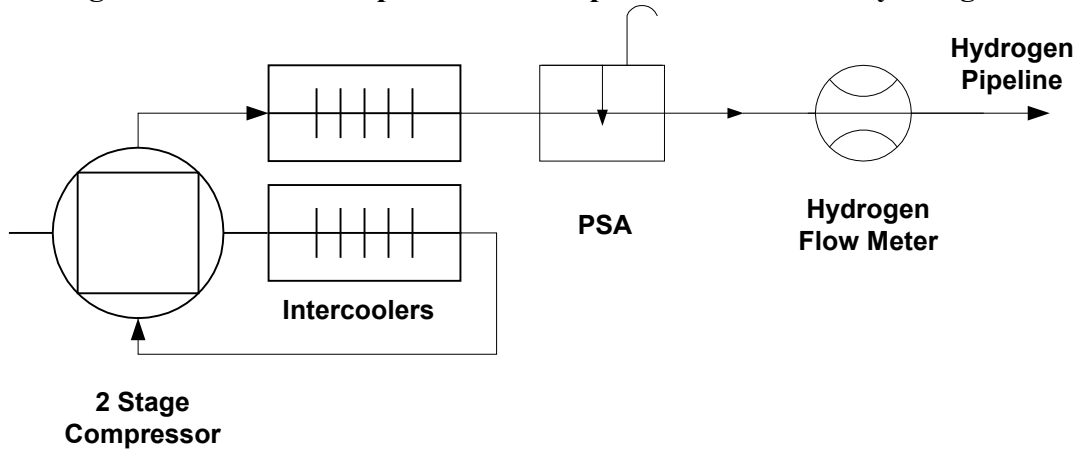 Hydrogen
Pipeline
PSA
Hydrogen
Flow Meter
Intercoolers
2 Stage
Compressor